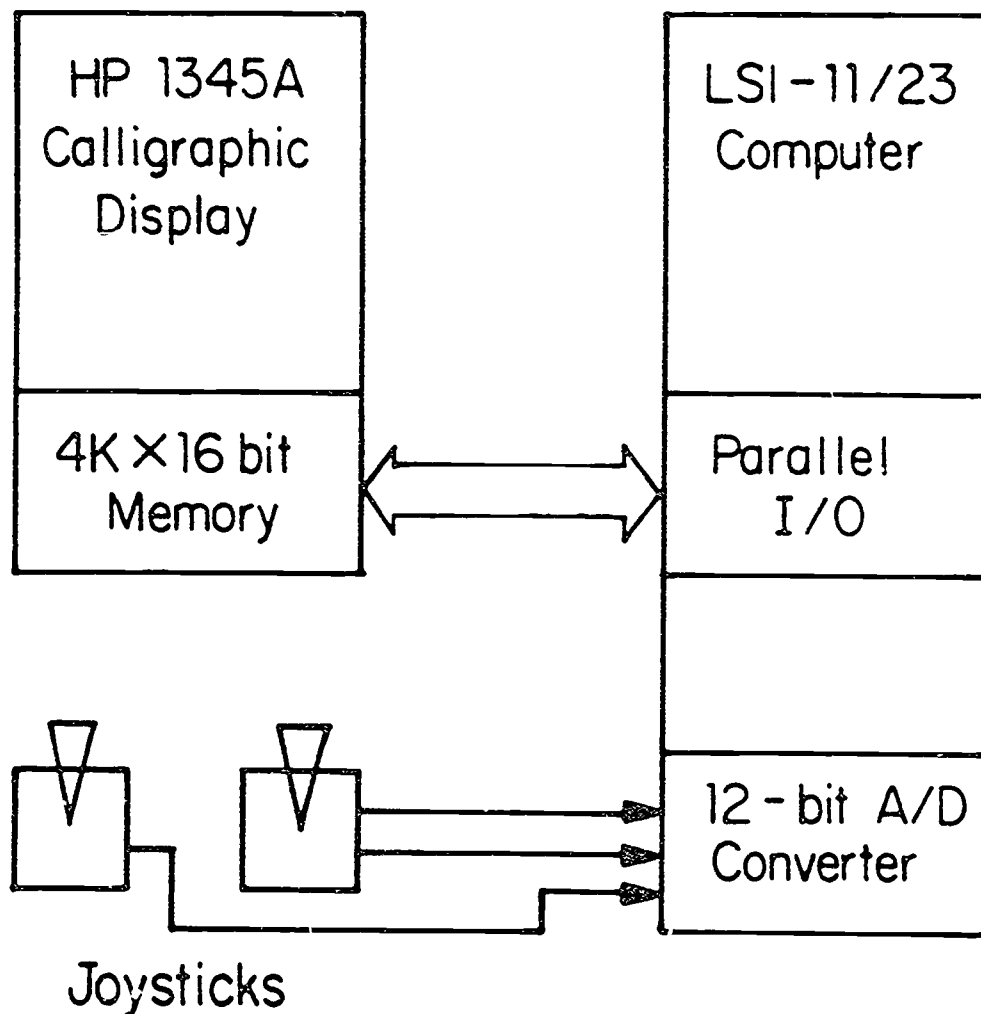 HP 1345A
Calligraphic
Display
LSI-11/23
Computer
4K × 16 bit
Memory
Parallel
I/O
12-bit A/D
Converter
Joysticks